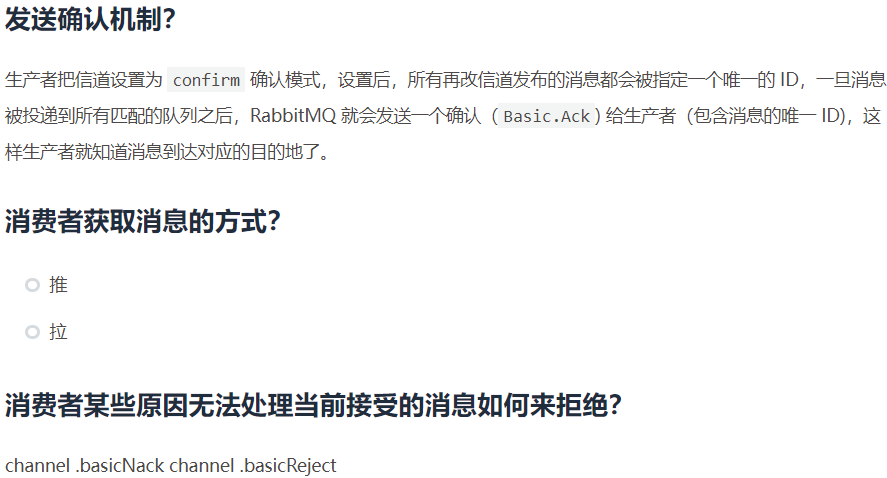 发送确认机制？
生产者把信道设置为 confirm 确认模式，设置后，所有再改信道发布的消息都会被指定一个唯一的 ID，一旦消息
被投递到所有匹配的队列之后，RabbitMQ 就会发送一个确认（Basic.Ack）给生产者（包含消息的唯一 ID)，这
样生产者就知道消息到达对应的目的地了。
消费者获取消息的方式？
推
拉
消费者某些原因无法处理当前接受的消息如何来拒绝？
channel .basicNack channel .basicReject